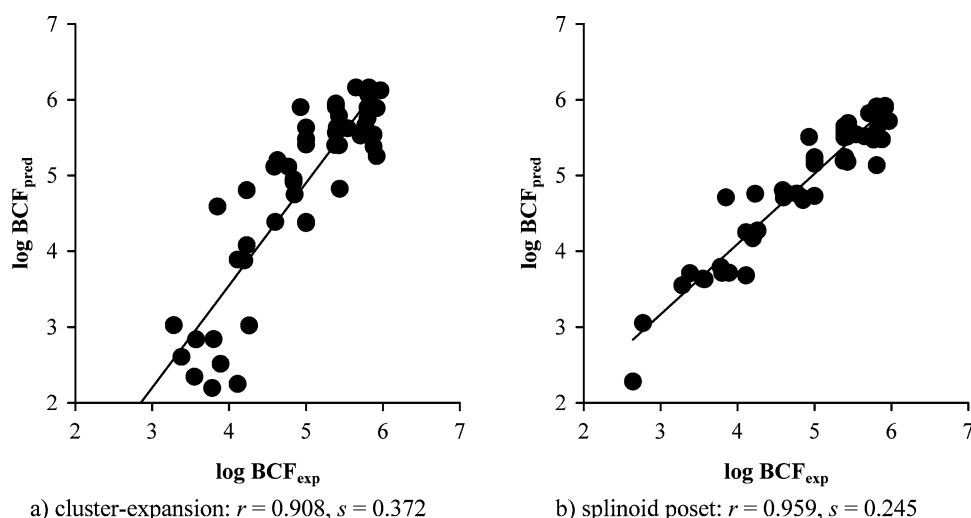 7
6
5
4
3
2
log BCFpred
2 3 4 5 6 7
log BCFexp
a) cluster-expansion: r = 0.908, s = 0.372
7
6
5
4
3
2
log BCFpred
2 3 4 5 6 7
log BCFexp
b) splinoid poset: r = 0.959, s = 0.245